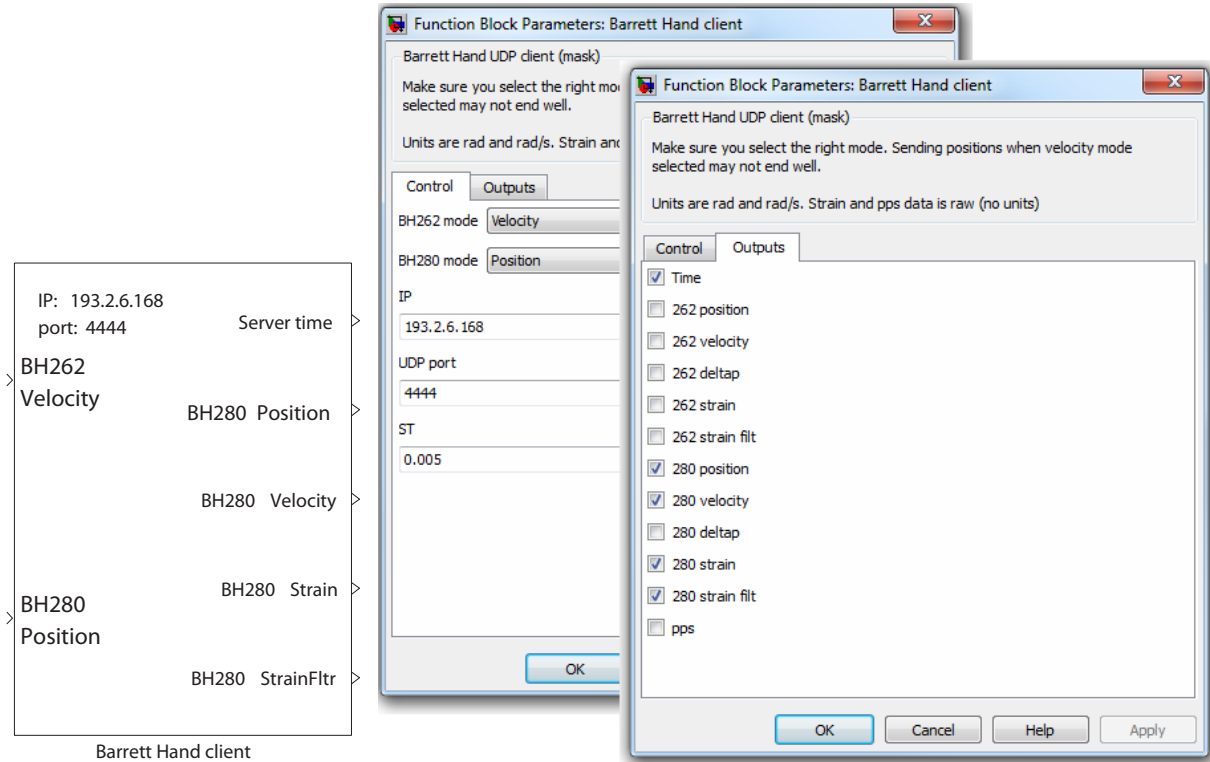 IP: 193.2.6.168
port: 4444
BH262
Velocity
BH280
Position
Server time
BH280 Position
BH280 Velocity
BH280 Strain
BH280 StrainFltr
Barrett Hand client
Function Block Parameters: Barrett Hand client
Barrett Hand UDP client (mask)
Make sure you select the right mo
selected may not end well.
Units are rad and rad/s. Strain an
Control Outputs
BH262 mode Velocity
BH280 mode Position
IP
193.2.6.168
UDP port
4444
ST
0.005
OK
Function Block Parameters: Barrett Hand client
Barrett Hand UDP client (mask)
Make sure you select the right mode. Sending positions when velocity mode
selected may not end well.
Units are rad and rad/s. Strain and pps data is raw (no units)
Control Outputs
Time
262 position
262 velocity
262 deltap
262 strain
262 strain filt
280 position
280 velocity
280 deltap
280 strain
280 strain filt
pps
OK Cancel Help Apply